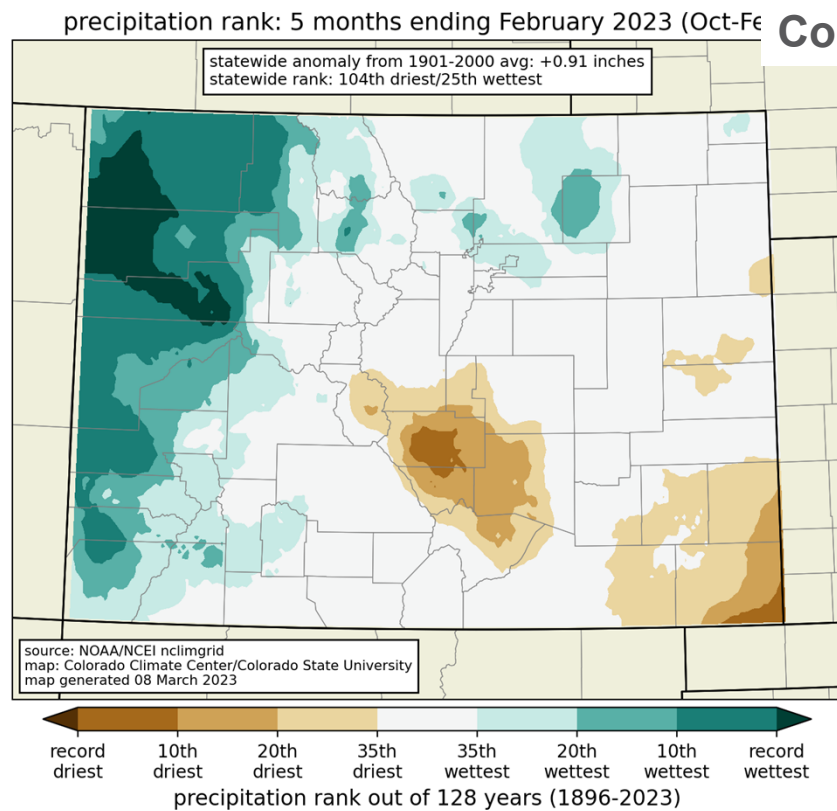 precipitation rank: 5 months ending February 2023 (Oct-Fe
Co
statewide anomaly from 1901-2000 avg: +0.91 inches
statewide rank: 104th driest/25th wettest
source: NOAA/NCEI nclimgrid
map: Colorado Climate Center/Colorado State University
map generated 08 March 2023
record driest
10th driest
20th driest
35th driest
35th wettest
20th wettest
10th wettest
record wettest
precipitation rank out of 128 years (1896-2023)